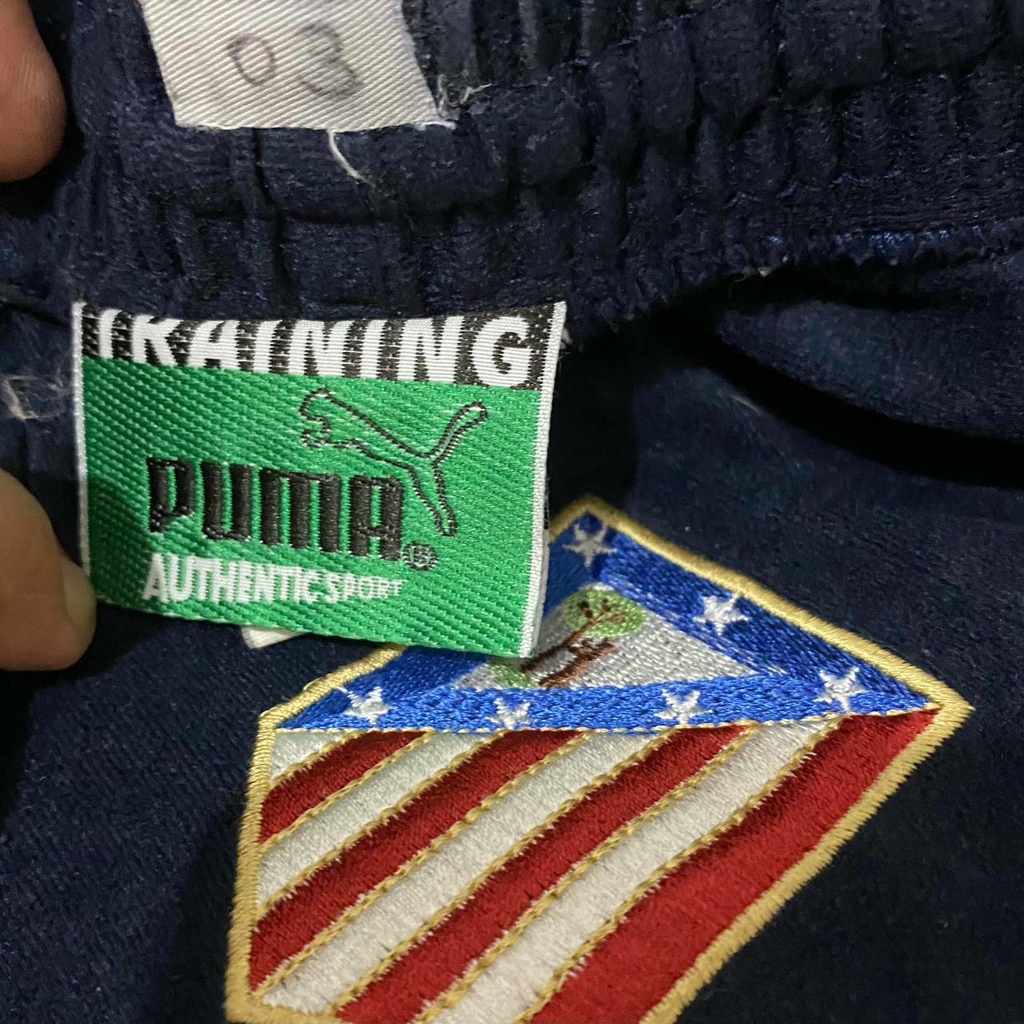 03
TRAINING
PUMA®
AUTHENTIC SPORT